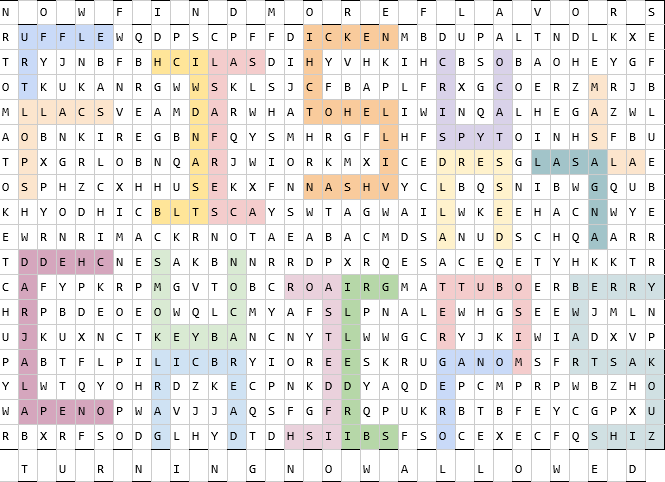 N O W F I N D M O R E F L A V O R S
R U F F L E W Q D P S C P F F D I C K E N M B D U P A L T N D L K X E
T R Y J N B F B H C I L A S D I H Y V H K I H C B S O B A O H E Y G F
O T K U K A N R G W W S K L S J C F B A P L F R X G C O E R Z M R J B
M L L A C S V E A M D A R W H A T O H E L I W I N Q A L H E G A Z W L
A O B N K I R E G B N F Q Y S M H R G F L H F S P Y T O I N H S F B U
T P X G R L O B N Q A R J W I O R K M X I C E D R E S G L A S A L A E
O S P H Z C X H H U S E K X F N N A S H V Y C L B Q S N I B W G Q U B
K H Y O D H I C B L T S C A Y S W T A G W A I L W K E E H A C N W Y E
E W R N R I M A C K R N O T A E A B A C M D S A N U D S C H Q A A R R
T D D E H C N E S A K B N N R R D P X R Q E S A C E Q E T Y H K K T R
C A F Y P K R P M G V T O B C R O A I R G M A T T U B O E R B E R R Y
H R P B D E O E O W Q L C M Y A F S L P N A L E W H G S E E W J M L N
U J K U X N C T K E Y B A N C N Y T L W W G C R Y J K I W I A D X V P
P A B T F L P I L I C B R Y I O R E E S K R U G A N O M S F R T S A K
Y L W T Q Y O H R D Z K E C P N K D D Y A Q D E P C M P R P W B Z H O
W A P E N O P W A V J J A Q S F G F R Q P U K R B T B F E Y C G P X U
R B X R F S O D G L H Y D T D H S I I B S F S O C E X E C F Q S H I Z
T U R N I N G N O W A L L O W E D